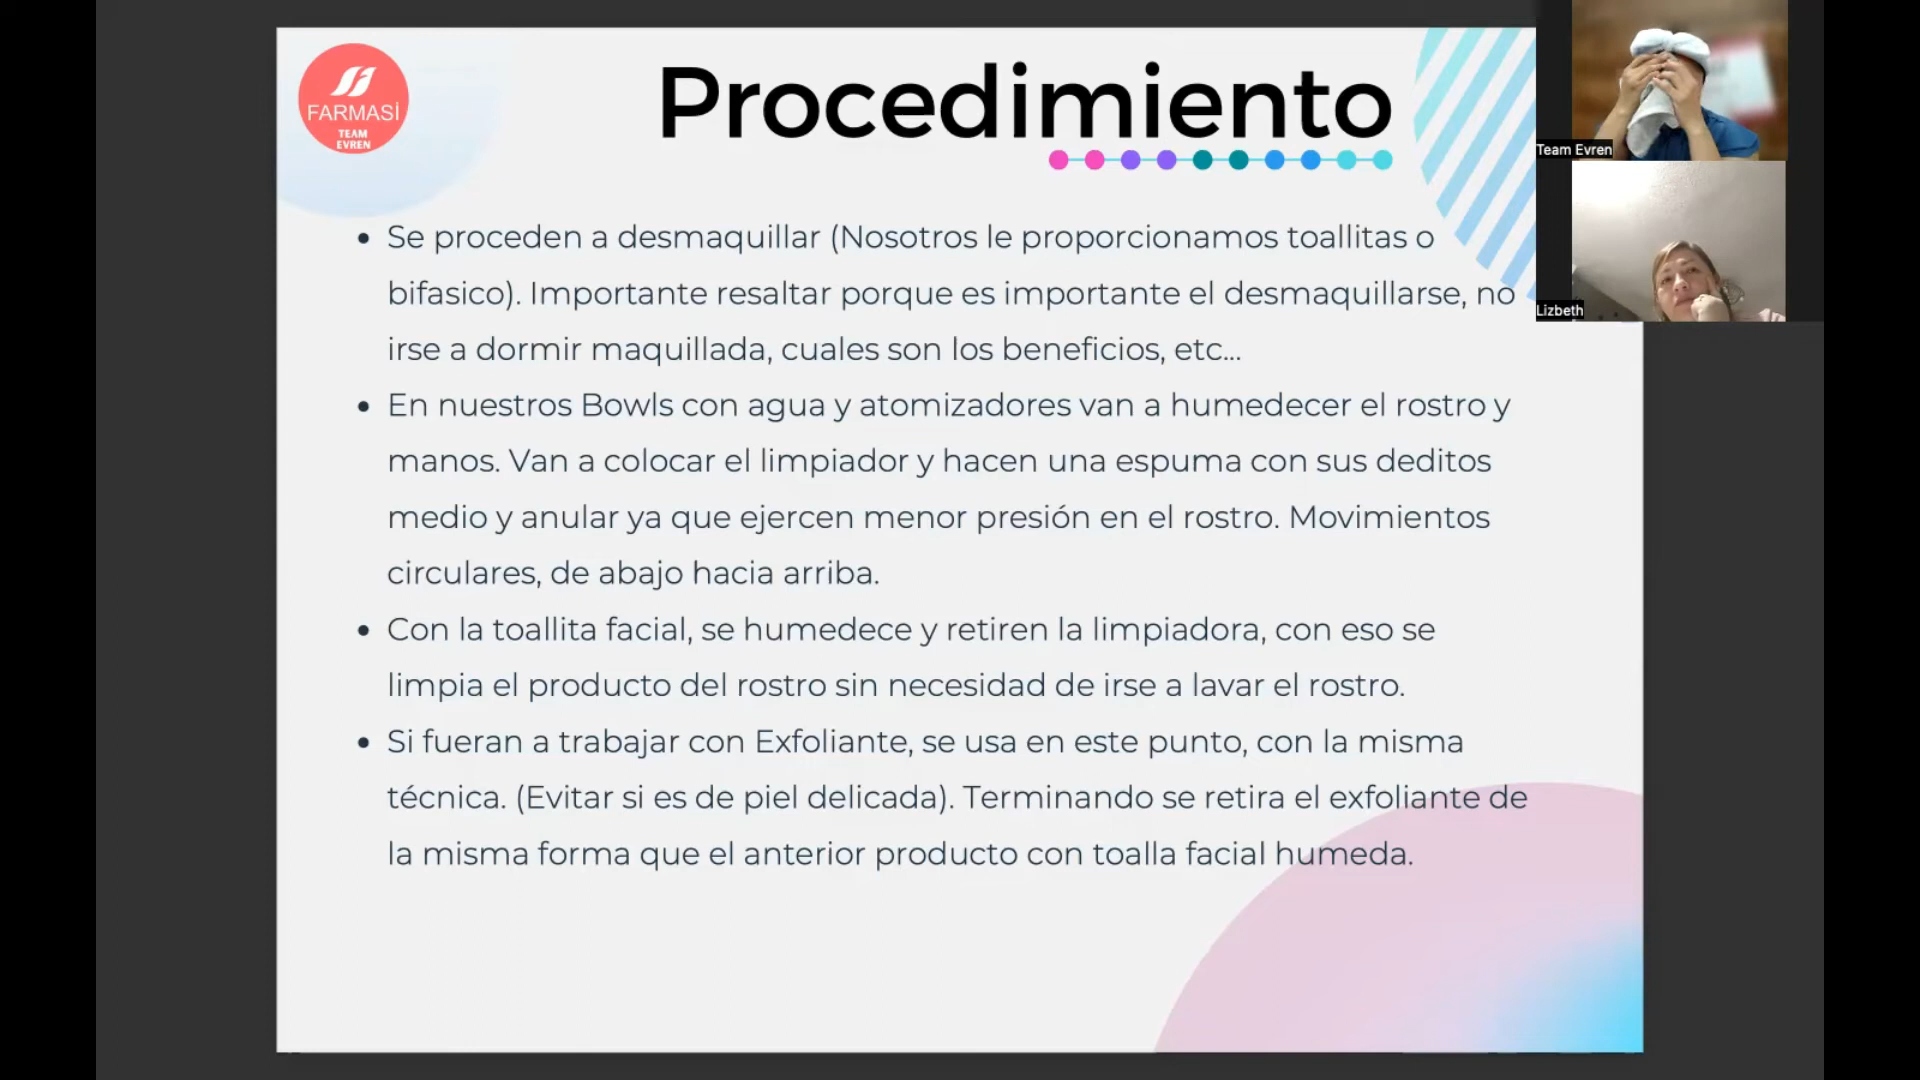 FARMASİ
TEAM
EVREN
Procedimiento
Team Evren
Lizbeth
• Se proceden a desmaquillar (Nosotros le proporcionamos toallitas o
bifasico). Importante resaltar porque es importante el desmaquillarse, no
irse a dormir maquillada, cuales son los beneficios, etc...
• En nuestros Bowls con agua y atomizadores van a humedecer el rostro y
manos. Van a colocar el limpiador y hacen una espuma con sus deditos
medio y anular ya que ejercen menor presión en el rostro. Movimientos
circulares, de abajo hacia arriba.
• Con la toallita facial, se humedece y retiren la limpiadora, con eso se
limpia el producto del rostro sin necesidad de irse a lavar el rostro.
• Si fueran a trabajar con Exfoliante, se usa en este punto, con la misma
técnica. (Evitar si es de piel delicada). Terminando se retira el exfoliante de
la misma forma que el anterior producto con toalla facial humeda.